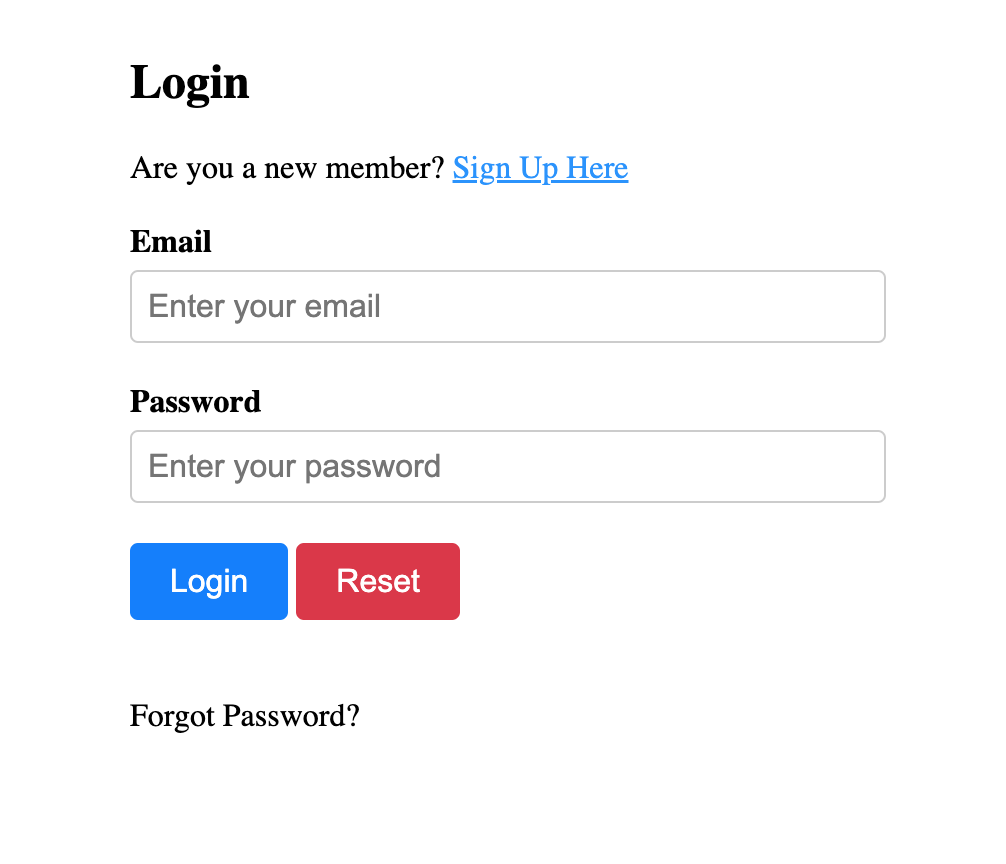 Login
Are you a new member? Sign Up Here
Email
Enter your email
Password
Enter your password
Login Reset
Forgot Password?